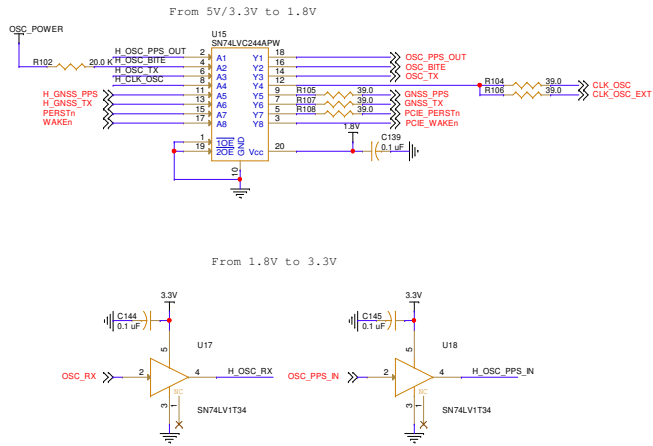 From 5V/3.3V to 1.8V
OSC_POWER
U15
SN74LVC244APW
R102 20.0 K
H_OSC_PPS_OUT 2 A1 Y1 18 OSC_PPS_OUT
H_OSC_BITE 4 A2 Y2 16 OSC_BITE
H_OSC_TX 6 A3 Y3 14 OSC_TX
H_CLK_OSC 8 A4 Y4 12 R104 39.0 CLK_OSC
R106 39.0 CLK_OSC_EXT
H_GNSS_PPS 11 A5 Y5 9 R105 39.0 GNSS_PPS
H_GNSS_TX 13 A6 Y6 7 R107 39.0 GNSS_TX
PERSTn 15 A7 Y7 5 R108 39.0 PCIE_PERSTn
WAKEn 17 A8 Y8 3 PCIE_WAKEn
1.8V
1 1OE
19 2OE GND Vcc 20
C139
0.1 uF
10
From 1.8V to 3.3V
3.3V
C144
0.1 uF
5
U17
OSC_RX 2 4 H_OSC_RX
NC
3 1
SN74LV1T34
3.3V
C145
0.1 uF
5
U18
OSC_PPS_IN 2 4 H_OSC_PPS_IN
NC
3 1
SN74LV1T34